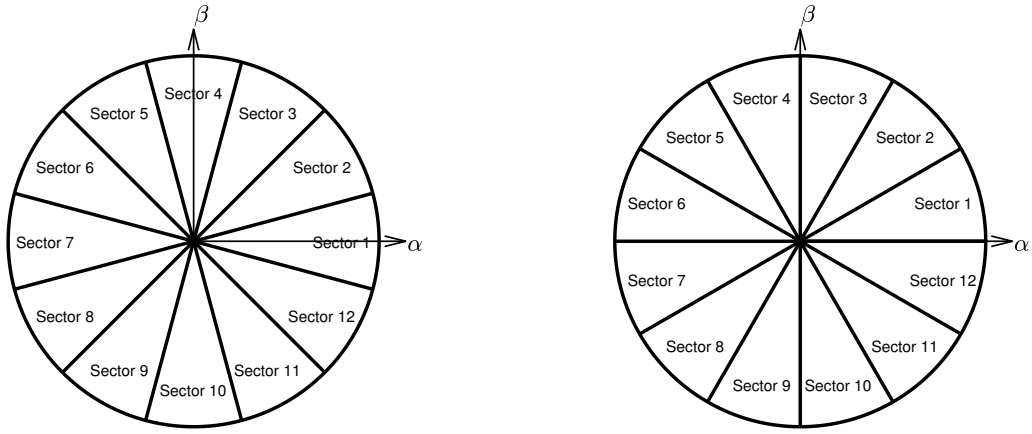 β
Sector 4
Sector 5
Sector 3
Sector 6
Sector 2
Sector 7
Sector 1
α
Sector 8
Sector 12
Sector 9
Sector 11
Sector 10
β
Sector 4
Sector 3
Sector 5
Sector 2
Sector 6
Sector 1
α
Sector 7
Sector 12
Sector 8
Sector 11
Sector 9
Sector 10